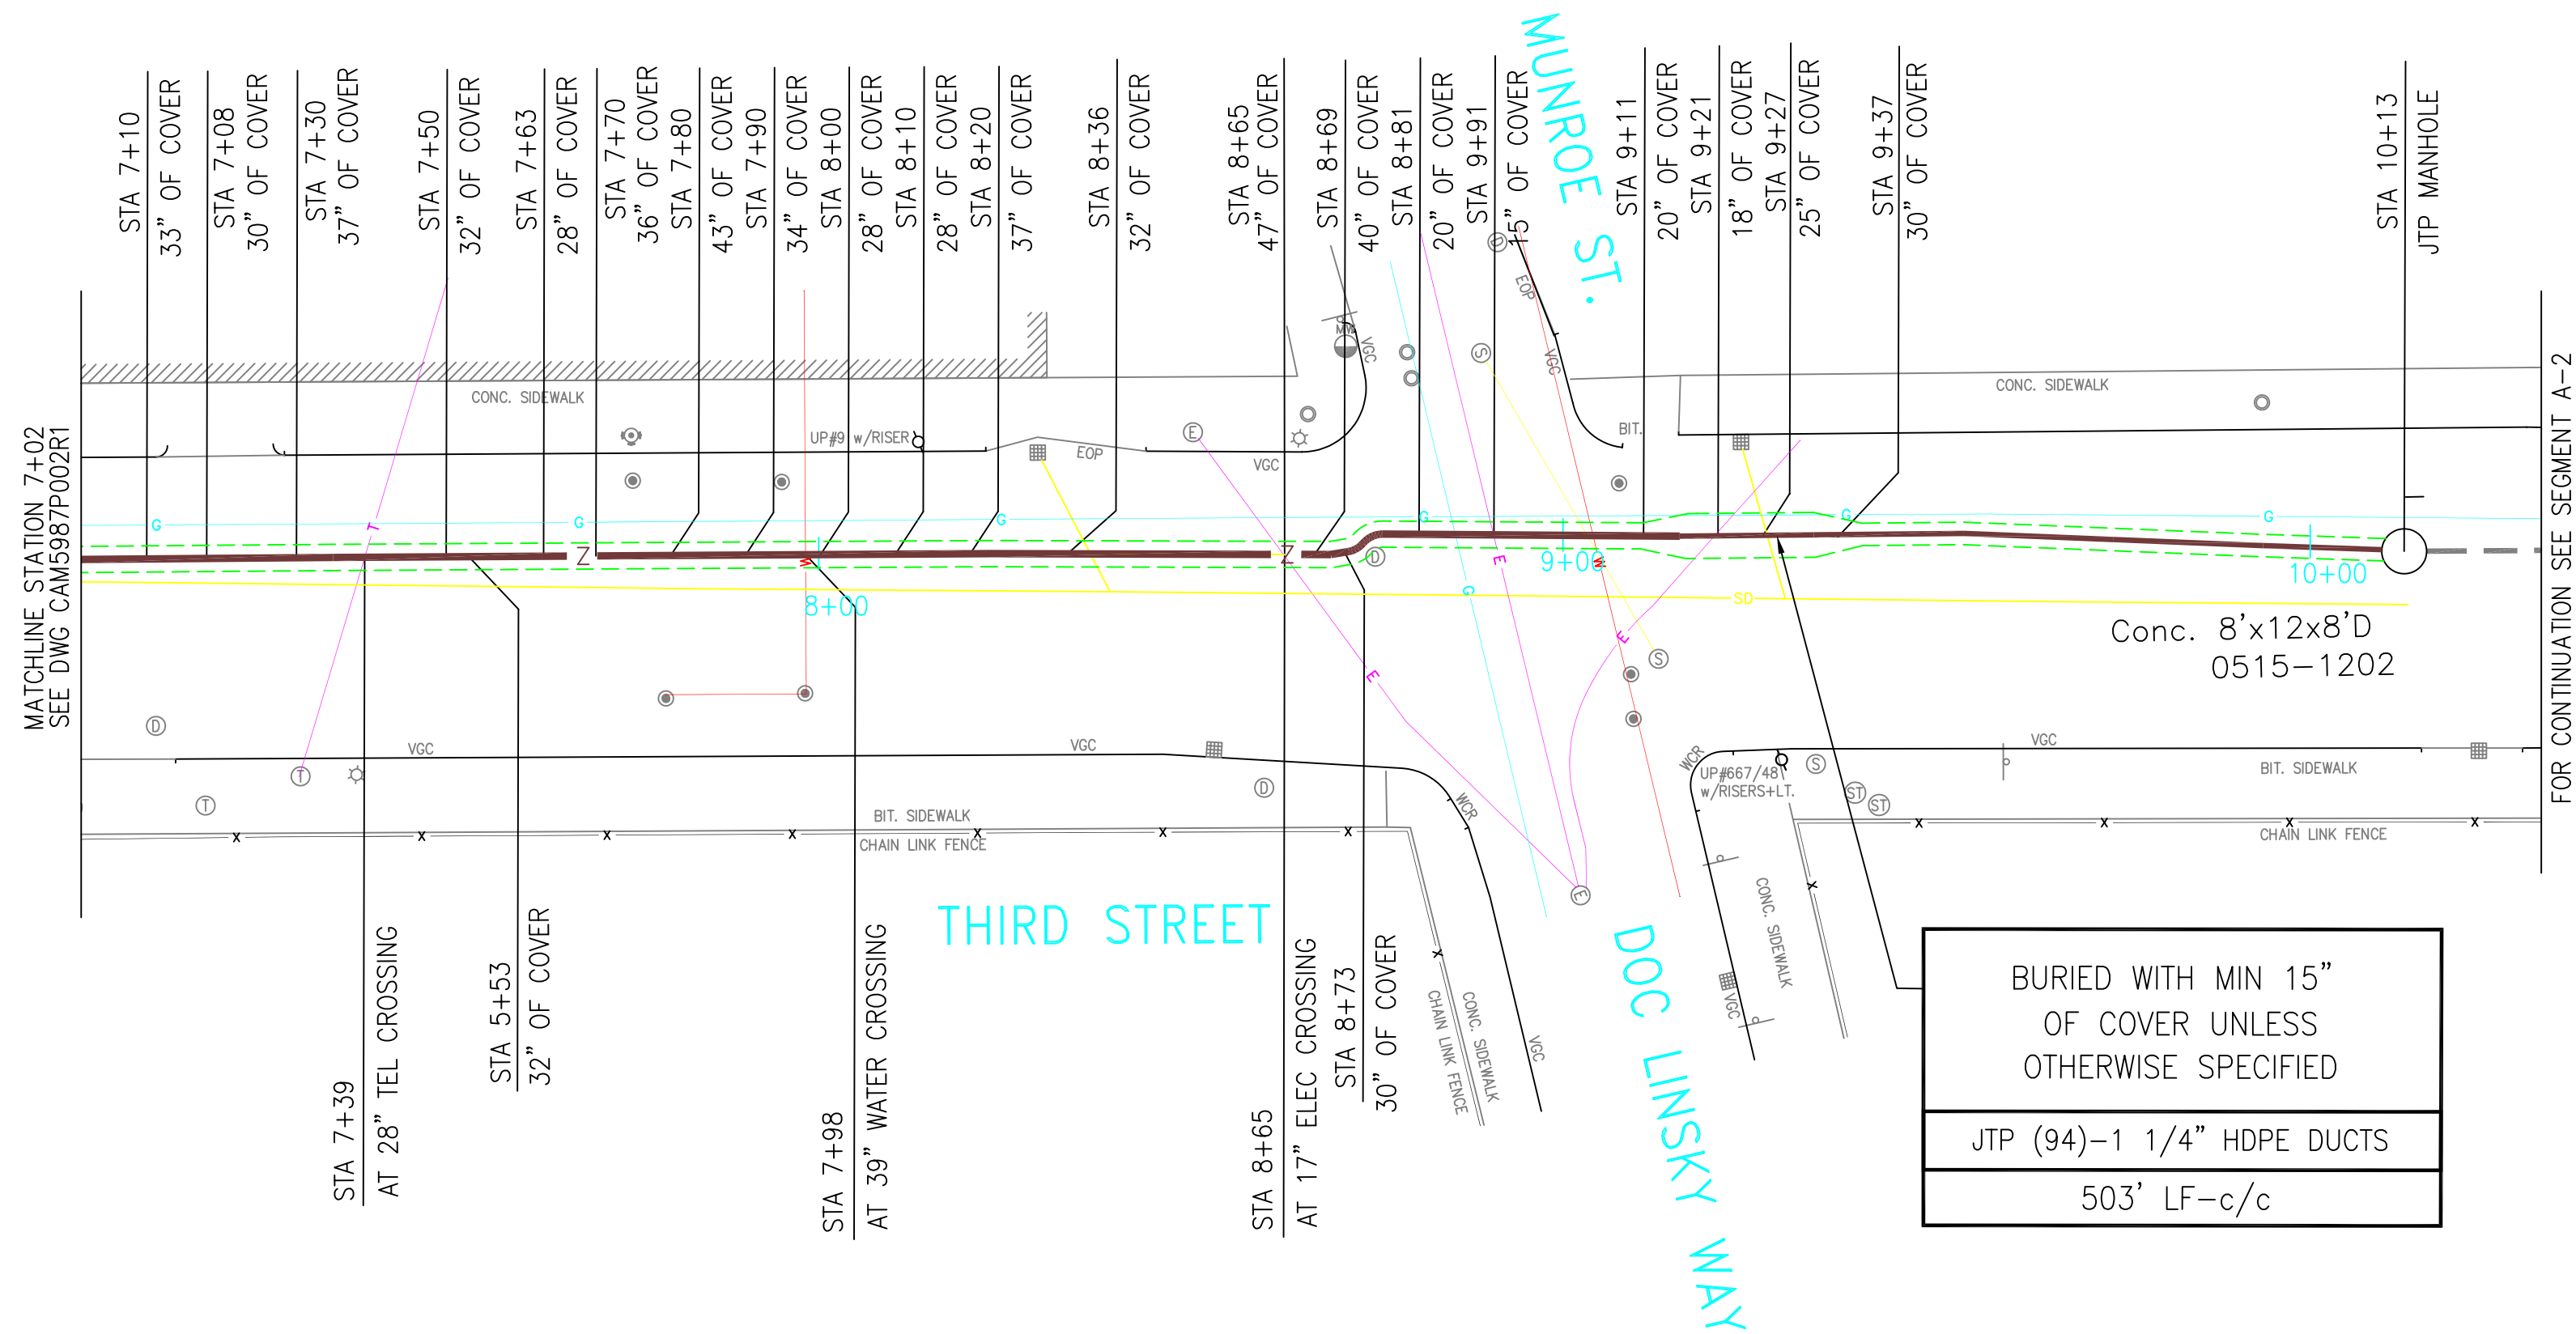 STA 7+10
33" OF COVER
STA 7+08
30" OF COVER
STA 7+30
37" OF COVER
STA 7+50
32" OF COVER
STA 7+63
28" OF COVER
STA 7+70
36" OF COVER
STA 7+80
43" OF COVER
STA 7+90
34" OF COVER
STA 8+00
28" OF COVER
STA 8+10
28" OF COVER
STA 8+20
37" OF COVER
STA 8+36
32" OF COVER
STA 8+65
47" OF COVER
STA 8+69
40" OF COVER
STA 8+81
20" OF COVER
STA 9+91
15" OF COVER
MUNROE ST.
STA 9+11
20" OF COVER
STA 9+21
18" OF COVER
STA 9+27
25" OF COVER
STA 9+37
30" OF COVER
STA 10+13
JTP MANHOLE
MATCHLINE STATION 7+02
SEE DWG CAM5987P002R1
FOR CONTINUATION SEE SEGMENT A-2
CONC. SIDEWALK
UP#9 w/RISER
EOP
E
VGC
MW
VGC
D
EOP
S
VGC
BIT.
CONC. SIDEWALK
G
G
G
G
G
G
T
Z
W
8+00
Z
D
E
9+00
W
10+00
G
SD
E
E
S
Conc. 8'x12x8'D
0515-1202
D
T
T
VGC
VGC
D
BIT. SIDEWALK
CHAIN LINK FENCE
X
X
X
X
X
X
X
WCR
E
WCR
UP#667/48
w/RISERS+LT.
S
ST
ST
VGC
BIT. SIDEWALK
CHAIN LINK FENCE
X
X
X
X
X
X
CONC. SIDEWALK
VGC
CONC. SIDEWALK
CHAIN LINK FENCE
VGC
THIRD STREET
DOC LINSKY WAY
STA 7+39
AT 28" TEL CROSSING
STA 5+53
32" OF COVER
STA 7+98
AT 39" WATER CROSSING
STA 8+65
AT 17" ELEC CROSSING
STA 8+73
30" OF COVER
BURIED WITH MIN 15"
OF COVER UNLESS
OTHERWISE SPECIFIED
JTP (94)-1 1/4" HDPE DUCTS
503' LF-c/c